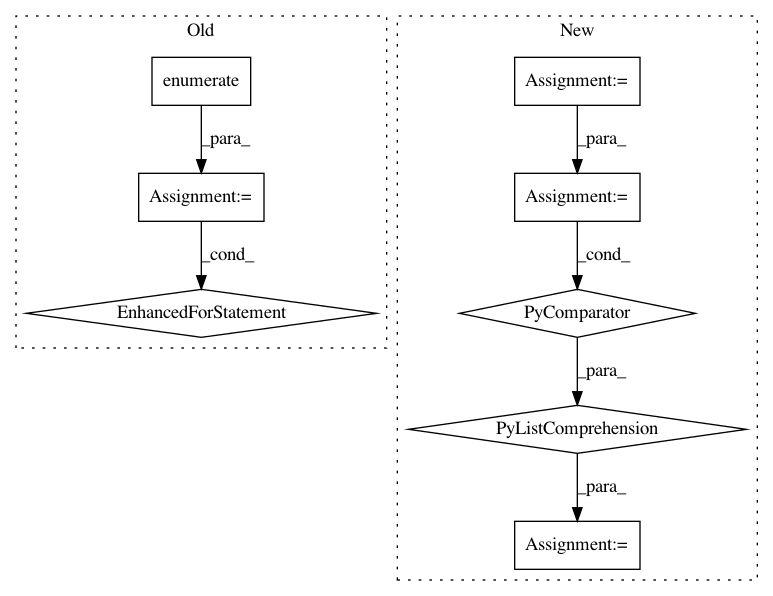 Old
enumerate
_para_
Assignment:=
_cond_
EnhancedForStatement
New
Assignment:=
_para_
Assignment:=
_cond_
PyComparator
_para_
PyListComprehension
_para_
Assignment:=